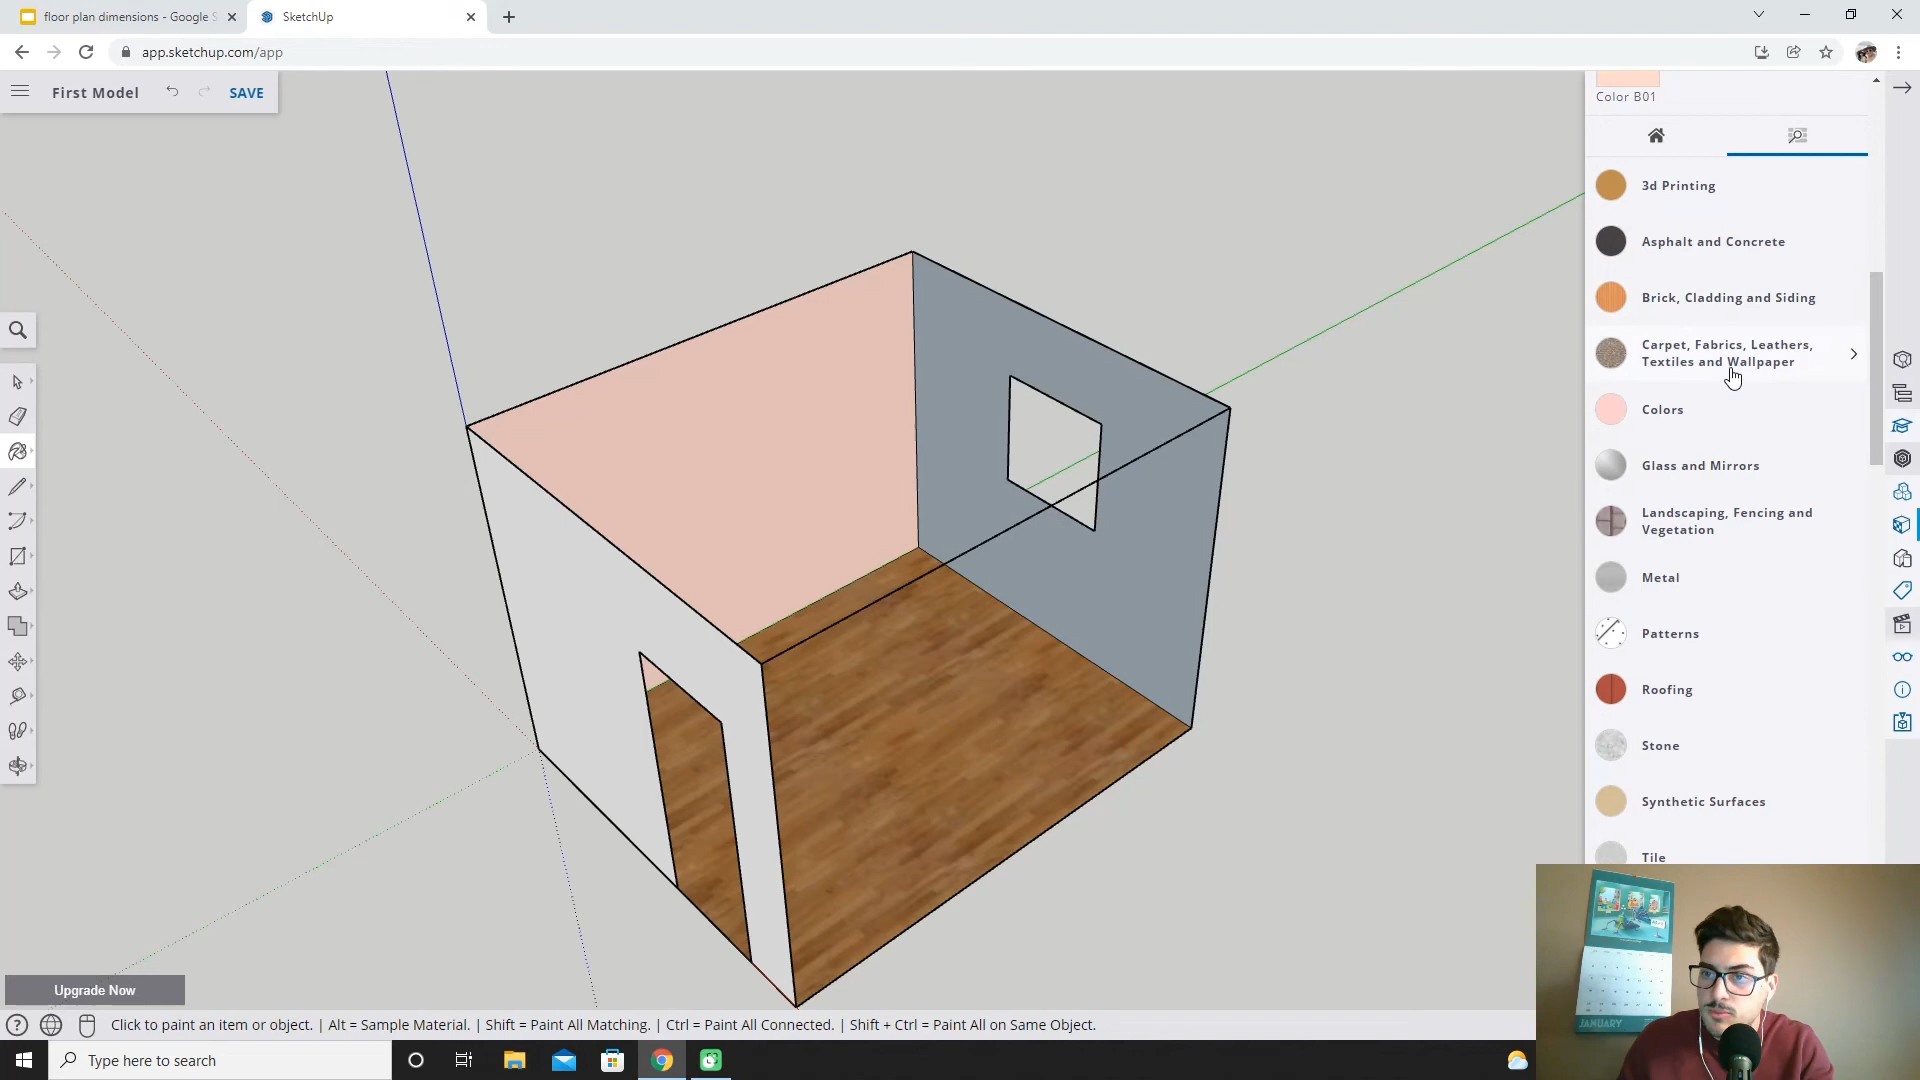 floor plan dimensions - Google S
SketchUp
app.sketchup.com/app
First Model
SAVE
Color B01
3d Printing
Asphalt and Concrete
Brick, Cladding and Siding
Carpet, Fabrics, Leathers,
Textiles and Wallpaper
Colors
Glass and Mirrors
Landscaping, Fencing and
Vegetation
Metal
Patterns
Roofing
Stone
Synthetic Surfaces
Tile
Upgrade Now
Click to paint an item or object. | Alt = Sample Material. | Shift = Paint All Matching. | Ctrl = Paint All Connected. | Shift + Ctrl = Paint All on Same Object.
JANUARY
Type here to search